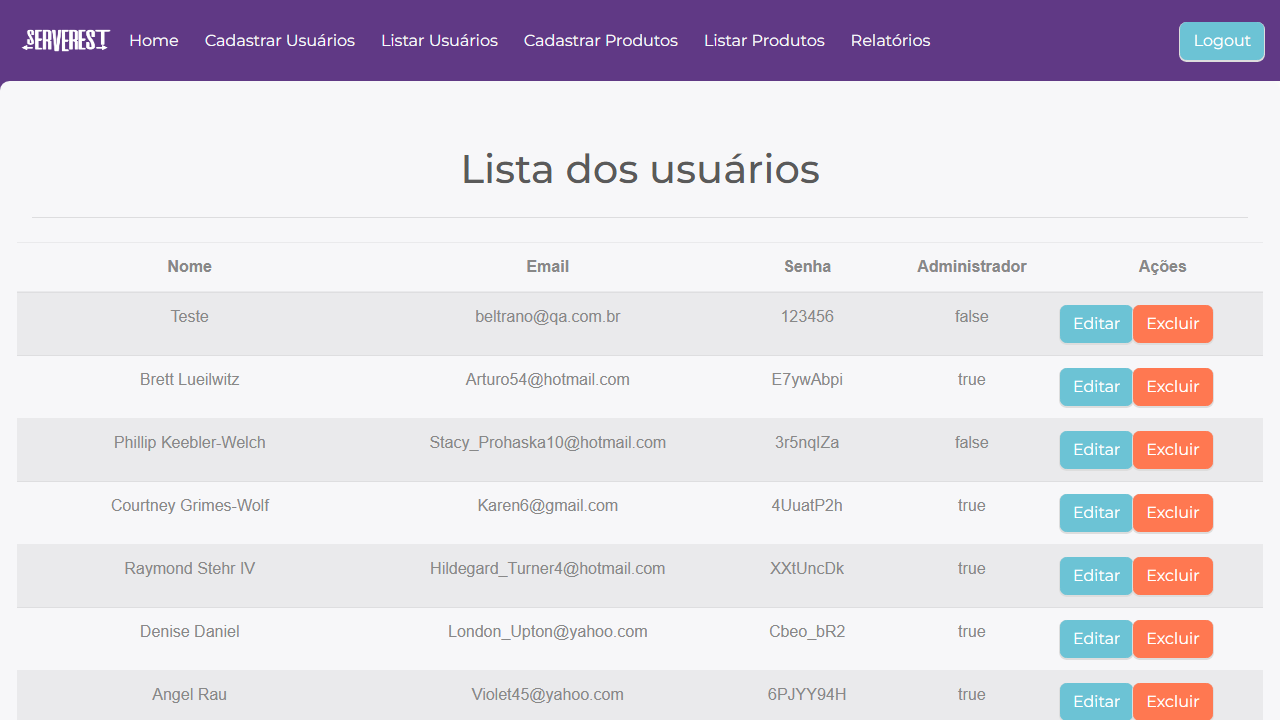 SERVEREST Home Cadastrar Usuários Listar Usuários Cadastrar Produtos Listar Produtos Relatórios Logout
Lista dos usuários
Nome Email Senha Administrador Ações
Teste beltrano@qa.com.br 123456 false Editar Excluir
Brett Lueilwitz Arturo54@hotmail.com E7ywAbpi true Editar Excluir
Phillip Keebler-Welch Stacy_Prohaska10@hotmail.com 3r5nqlZa false Editar Excluir
Courtney Grimes-Wolf Karen6@gmail.com 4UuatP2h true Editar Excluir
Raymond Stehr IV Hildegard_Turner4@hotmail.com XXtUncDk true Editar Excluir
Denise Daniel London_Upton@yahoo.com Cbeo_bR2 true Editar Excluir
Angel Rau Violet45@yahoo.com 6PJYY94H true Editar Excluir